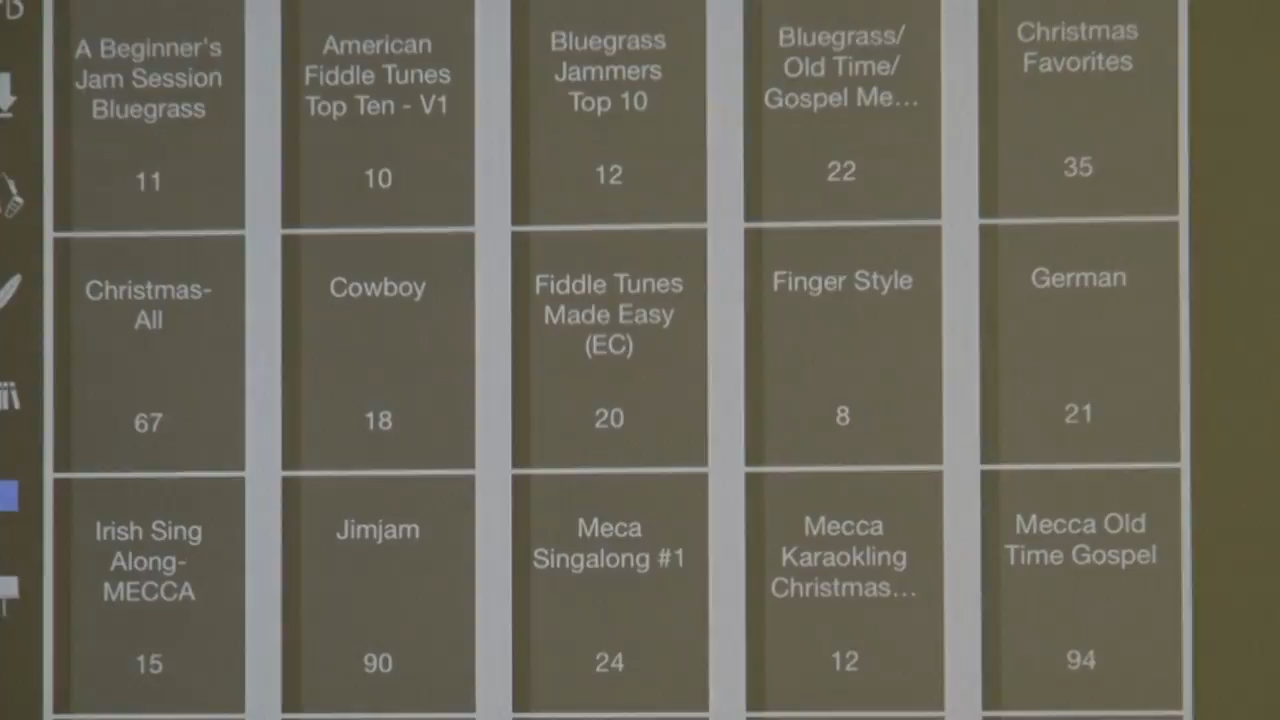 A Beginner's
Jam Session
Bluegrass
11
American
Fiddle Tunes
Top Ten - V1
10
Bluegrass
Jammers
Top 10
12
Bluegrass/
Old Time/
Gospel Me...
22
Christmas
Favorites
35
Christmas-
All
67
Cowboy
18
Fiddle Tunes
Made Easy
(EC)
20
Finger Style
8
German
21
Irish Sing
Along-
MECCA
15
Jimjam
90
Meca
Singalong #1
24
Mecca
Karaokling
Christmas...
12
Mecca Old
Time Gospel
94